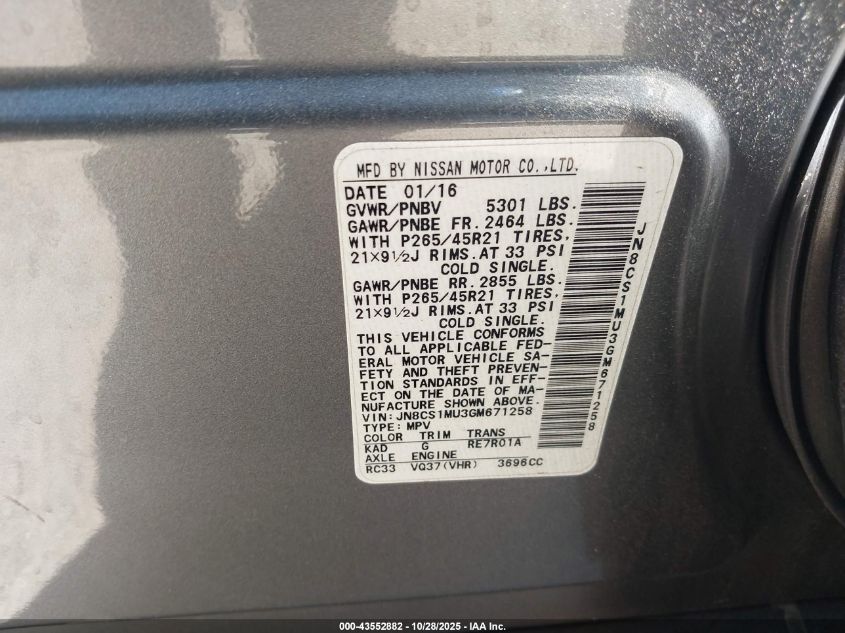 MFD BY NISSAN MOTOR CO.,LTD.
DATE 01/16
GVWR/PNBV 5301 LBS.
GAWR/PNBE FR. 2464 LBS.
WITH P265/45R21 TIRES,
21×9½J RIMS.AT 33 PSI
COLD SINGLE.
GAWR/PNBE RR. 2855 LBS.
WITH P265/45R21 TIRES,
21×9½J RIMS.AT 33 PSI
COLD SINGLE.
THIS VEHICLE CONFORMS
TO ALL APPLICABLE FED-
ERAL MOTOR VEHICLE SA-
FETY AND THEFT PREVEN-
TION STANDARDS IN EFF-
ECT ON THE DATE OF MA-
NUFACTURE SHOWN ABOVE.
VIN:JN8CS1MU3GM671258
TYPE:MPV
COLOR TRIM TRANS
KAD G RE7R01A
AXLE ENGINE
RC33 VQ37(VHR) 3696CC
JN8CS1MU3GM671258
000-43552882 - 10/28/2025 - IAA Inc.